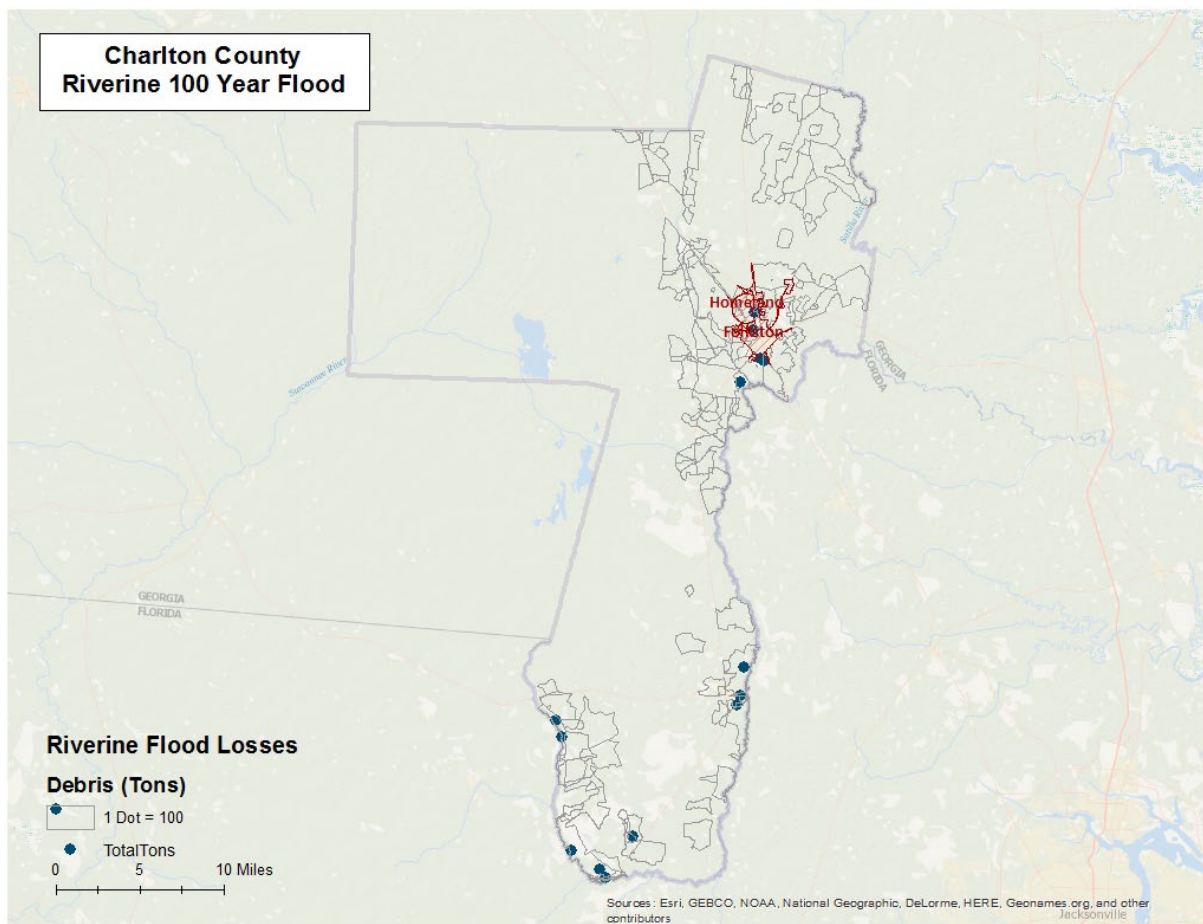 Charlton County
Riverine 100 Year Flood
Satilla River
Homeland
Folkston
GEORGIA
FLORIDA
Suwannee River
GEORGIA
FLORIDA
Riverine Flood Losses
Debris (Tons)
1 Dot = 100
TotalTons
0 5 10 Miles
Sources: Esri, GEBCO, NOAA, National Geographic, DeLorme, HERE, Geonames.org, and other
contributors
Jacksonville